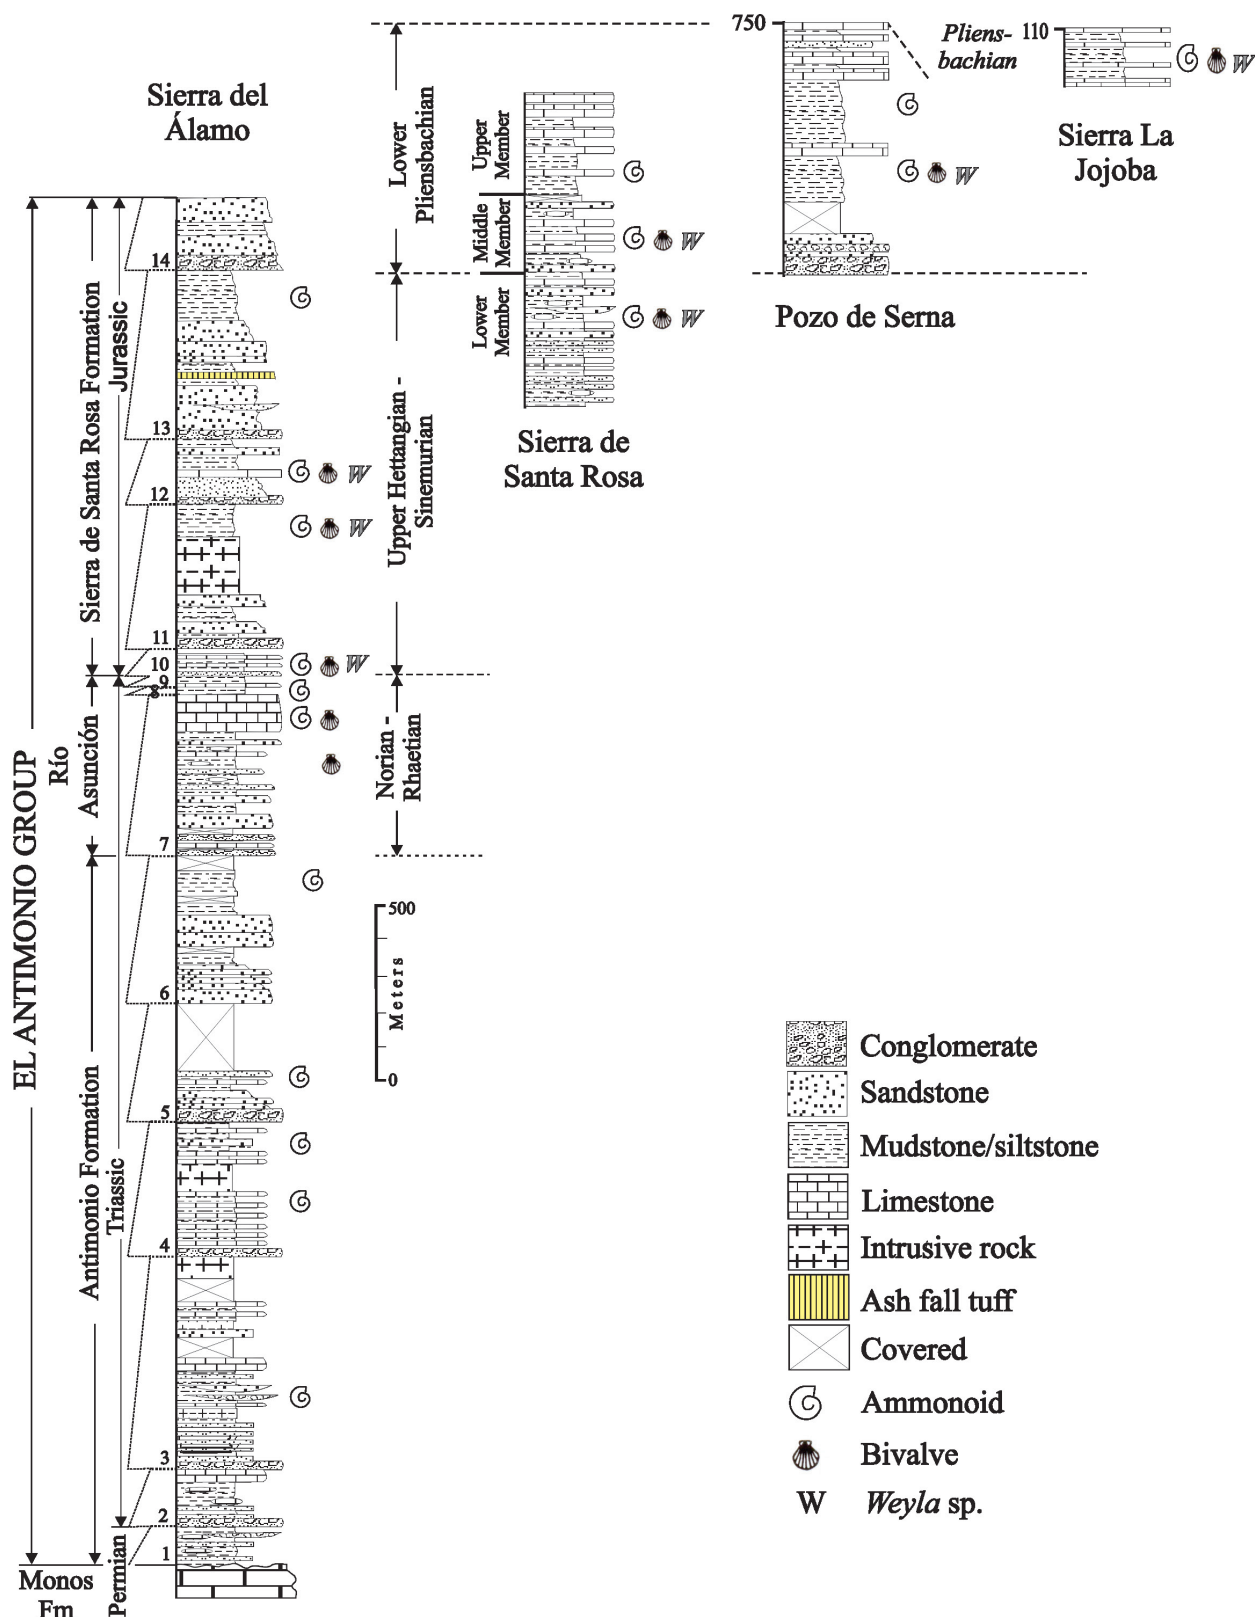 750
Pliens-
bachian
110
W
Sierra del
Álamo
Lower
Pliensbachian
Upper
Member
Middle
Member
Lower
Member
W
W
W
Sierra La
Jojoba
Pozo de Serna
Sierra de
Santa Rosa
EL ANTIMONIO GROUP
Sierra de Santa Rosa Formation
Jurassic
14
13
12
11
10
9
8
7
6
5
4
3
2
1
W
W
W
Upper Hettangian -
Sinemurian
Río
Asunción
Norian -
Rhaetian
Antimonio Formation
Triassic
Permian
Monos
Fm
500
Meters
0
Conglomerate
Sandstone
Mudstone/siltstone
Limestone
Intrusive rock
Ash fall tuff
Covered
Ammonoid
Bivalve
W Weyla sp.